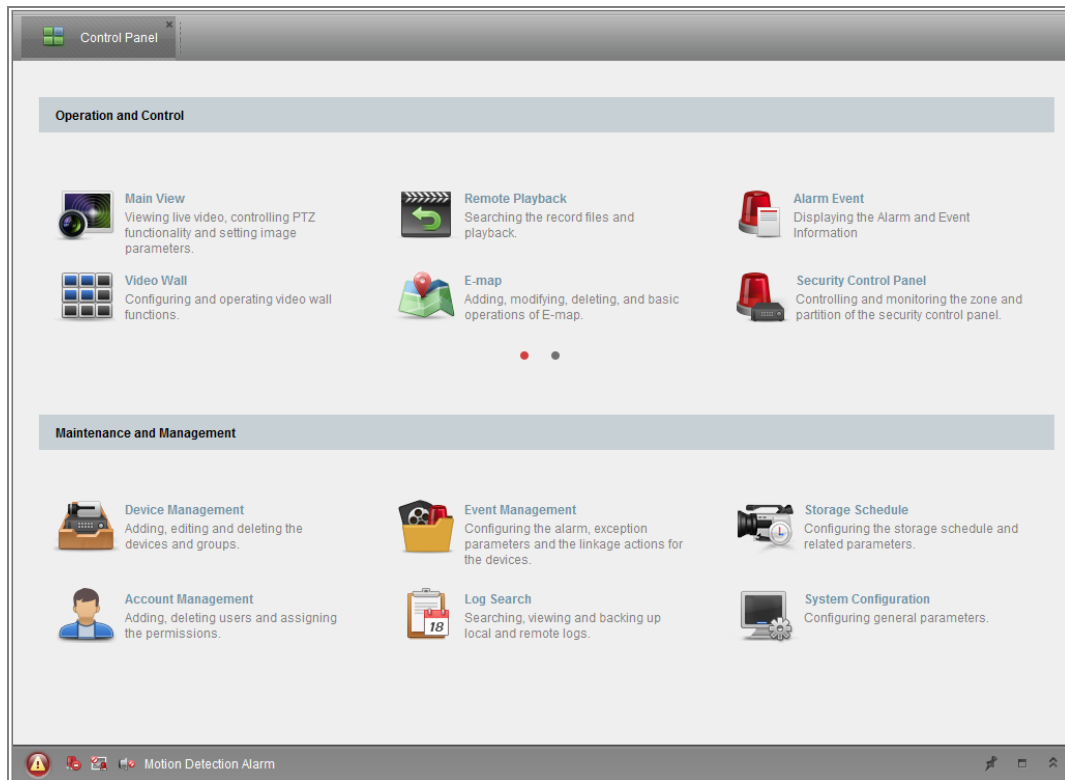 Control Panel
Operation and Control
Main View
Viewing live video, controlling PTZ
functionality and setting image
parameters.
Remote Playback
Searching the record files and
playback.
Alarm Event
Displaying the Alarm and Event
Information
Video Wall
Configuring and operating video wall
functions.
E-map
Adding, modifying, deleting, and basic
operations of E-map.
Security Control Panel
Controlling and monitoring the zone and
partition of the security control panel.
Maintenance and Management
Device Management
Adding, editing and deleting the
devices and groups.
Event Management
Configuring the alarm, exception
parameters and the linkage actions for
the devices.
Storage Schedule
Configuring the storage schedule and
related parameters.
Account Management
Adding, deleting users and assigning
the permissions.
Log Search
Searching, viewing and backing up
local and remote logs.
18
System Configuration
Configuring general parameters.
Motion Detection Alarm